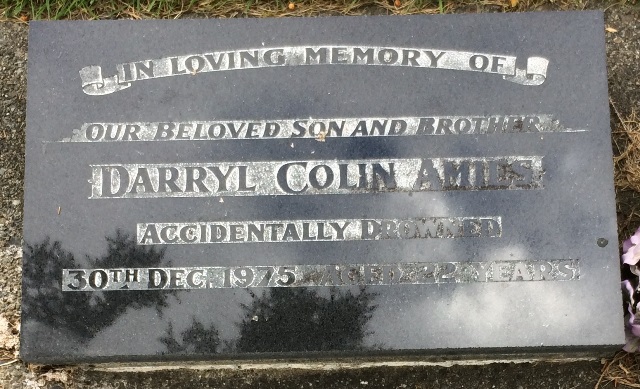 IN LOVING MEMORY OF
OUR BELOVED SON AND BROTHER
DARRYL COLIN AMIES
ACCIDENTALLY DROWNED
30TH DEC. 1975 AGED 22 YEARS